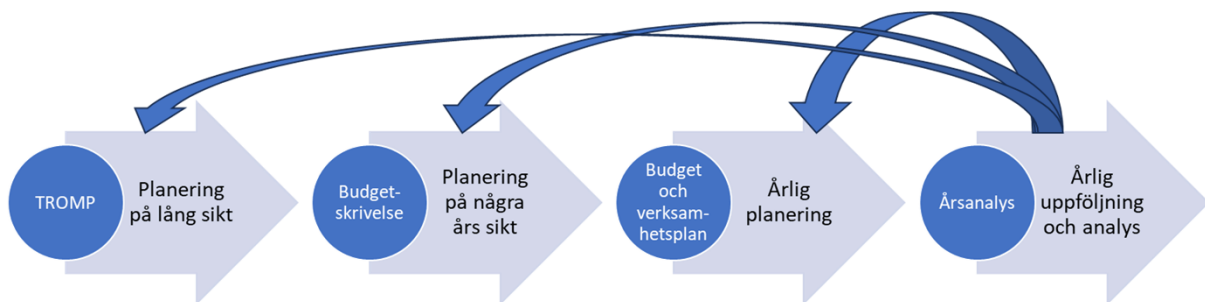 TROMP
Planering
på lång sikt
Budget-
skrivelse
Planering
på några
års sikt
Budget
och
verksam-
hetsplan
Årlig
planering
Årsanalys
Årlig
uppföljning
och analys